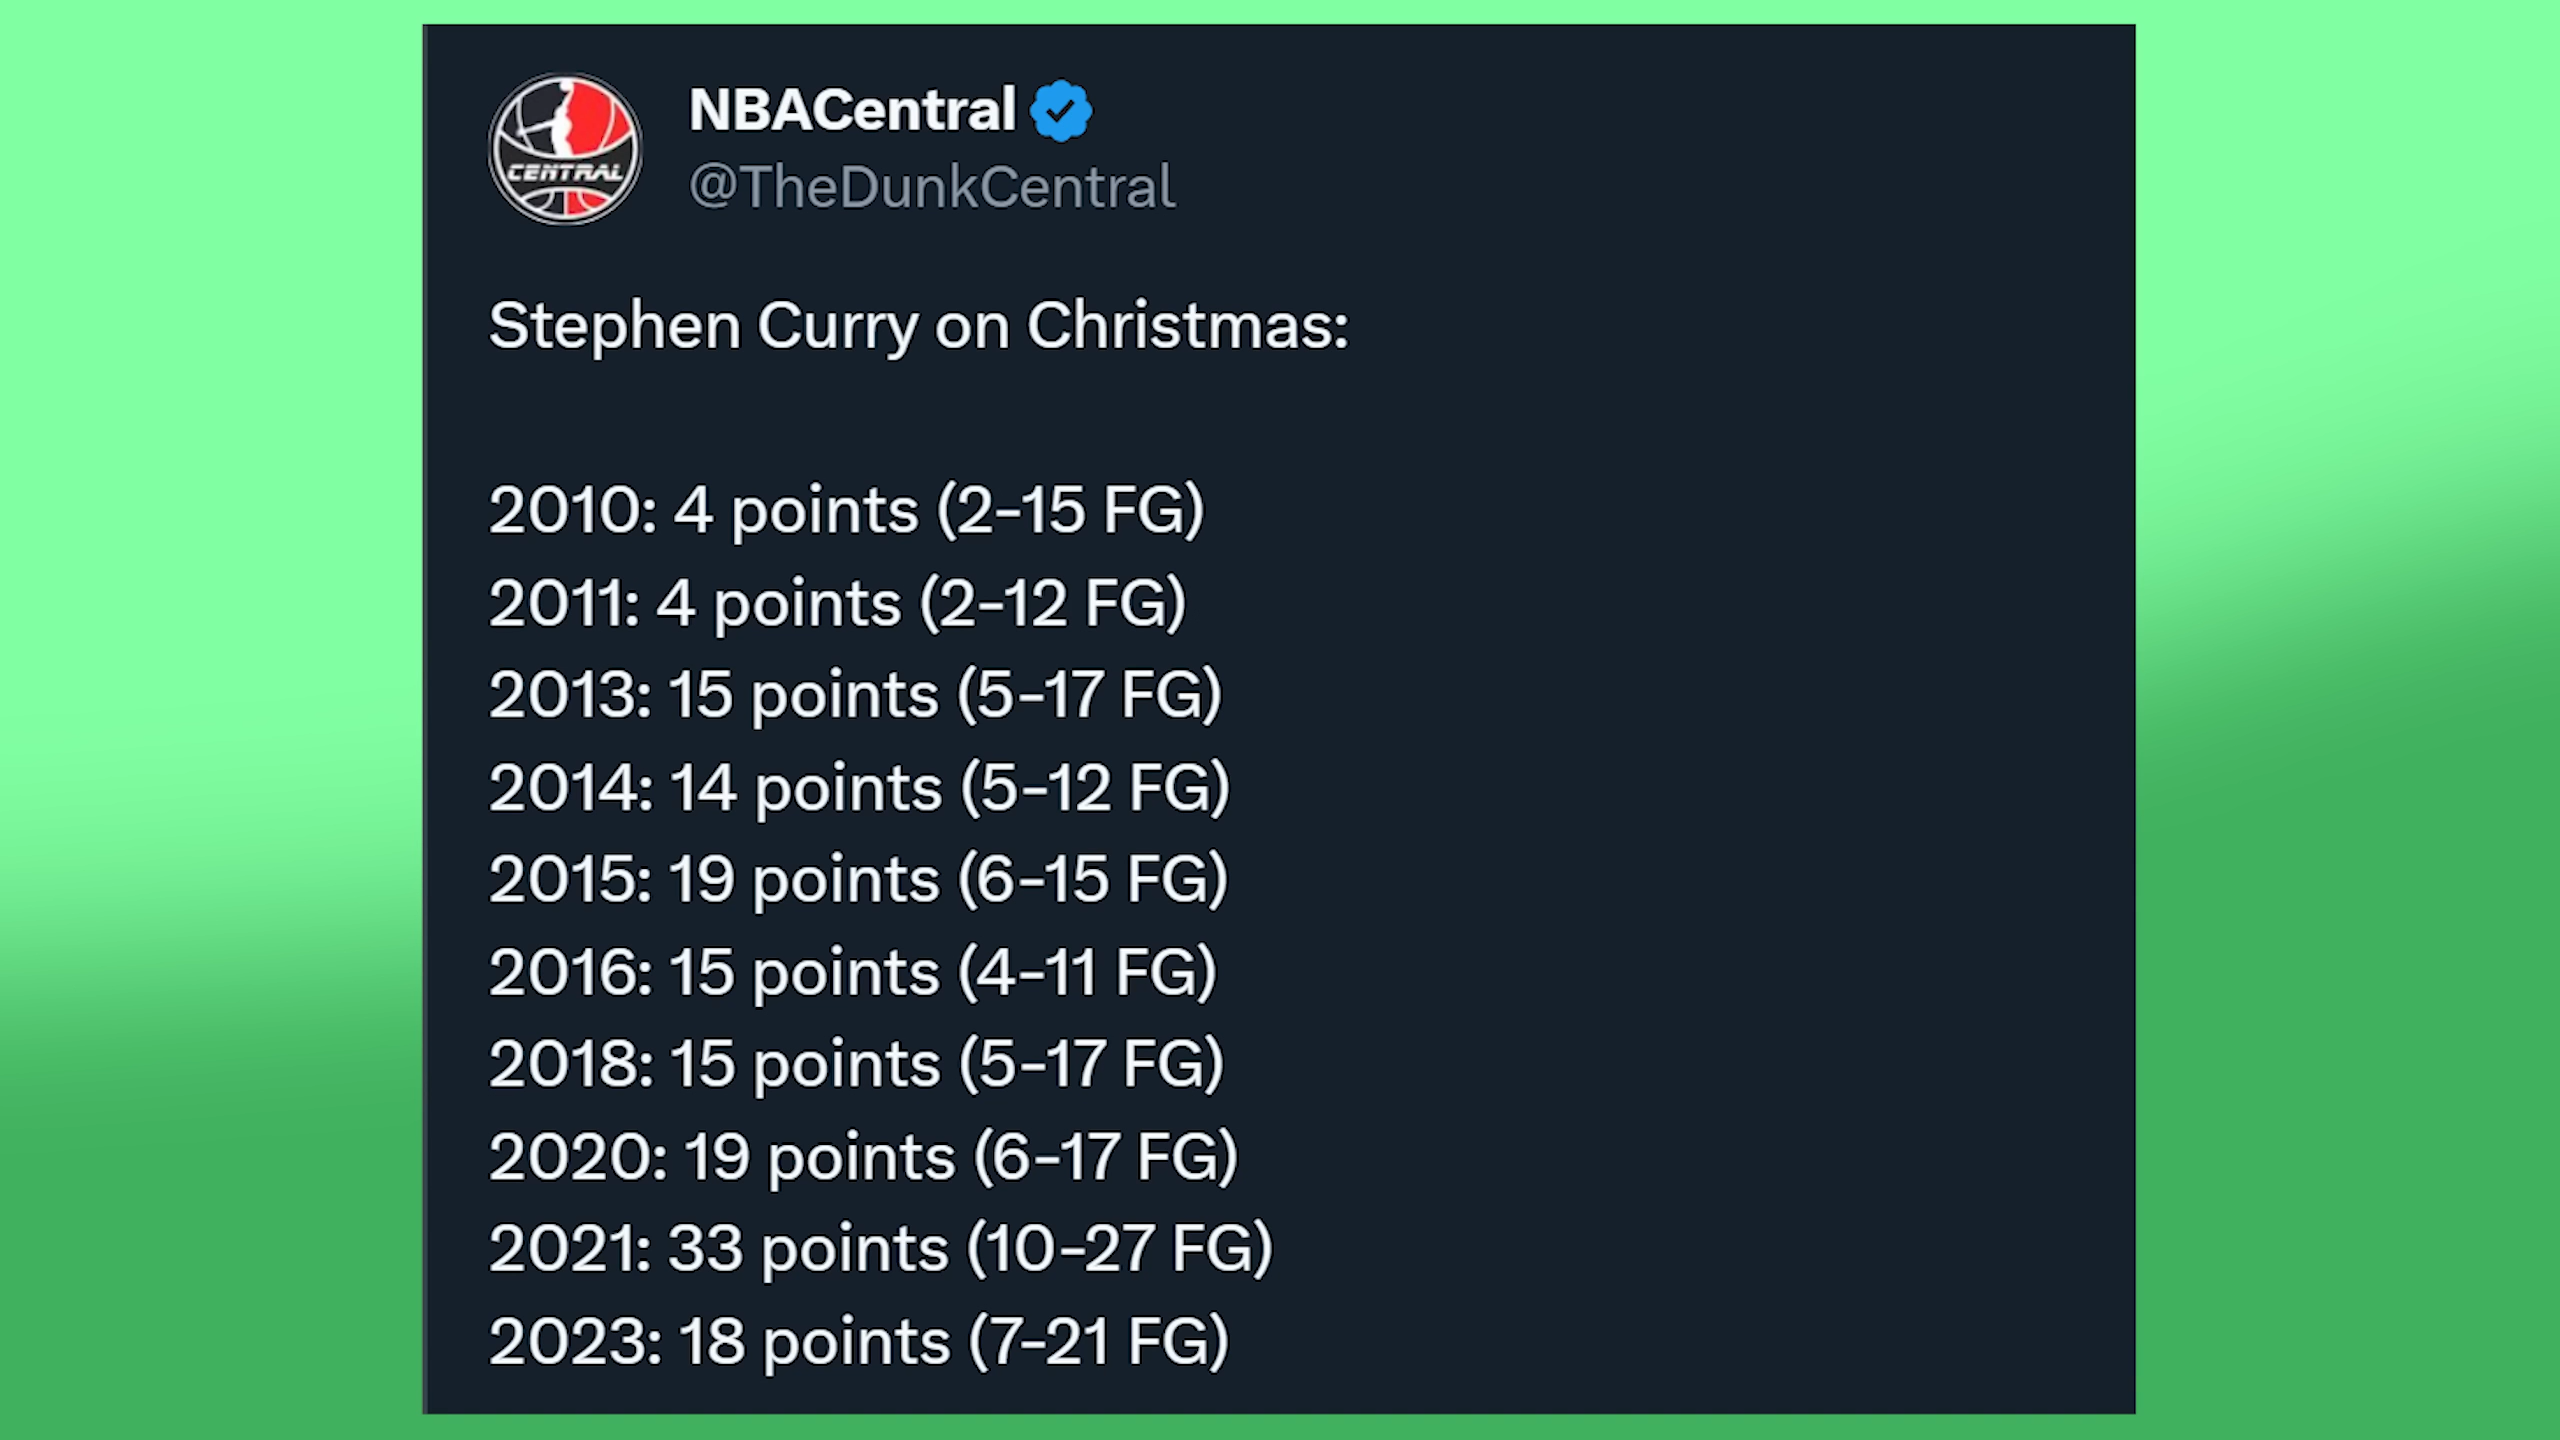 NBACentral
@TheDunkCentral
CENTRAL
Stephen Curry on Christmas:
2010: 4 points (2-15 FG)
2011: 4 points (2-12 FG)
2013: 15 points (5-17 FG)
2014: 14 points (5-12 FG)
2015: 19 points (6-15 FG)
2016: 15 points (4-11 FG)
2018: 15 points (5-17 FG)
2020: 19 points (6-17 FG)
2021: 33 points (10-27 FG)
2023: 18 points (7-21 FG)